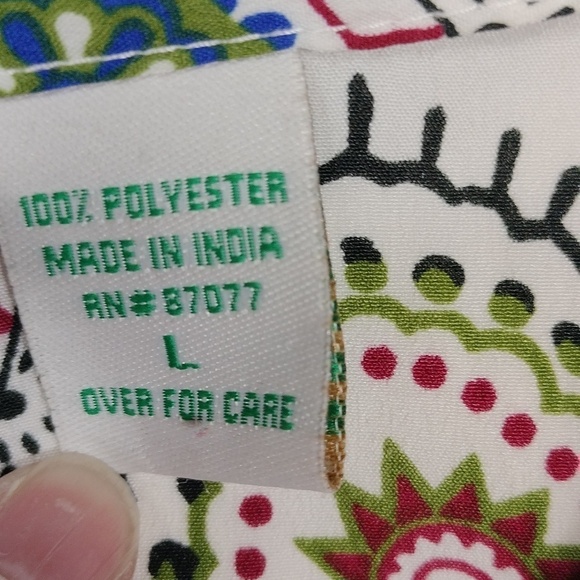 100% POLYESTER
MADE IN INDIA
RN# 87077
L
OVER FOR CARE